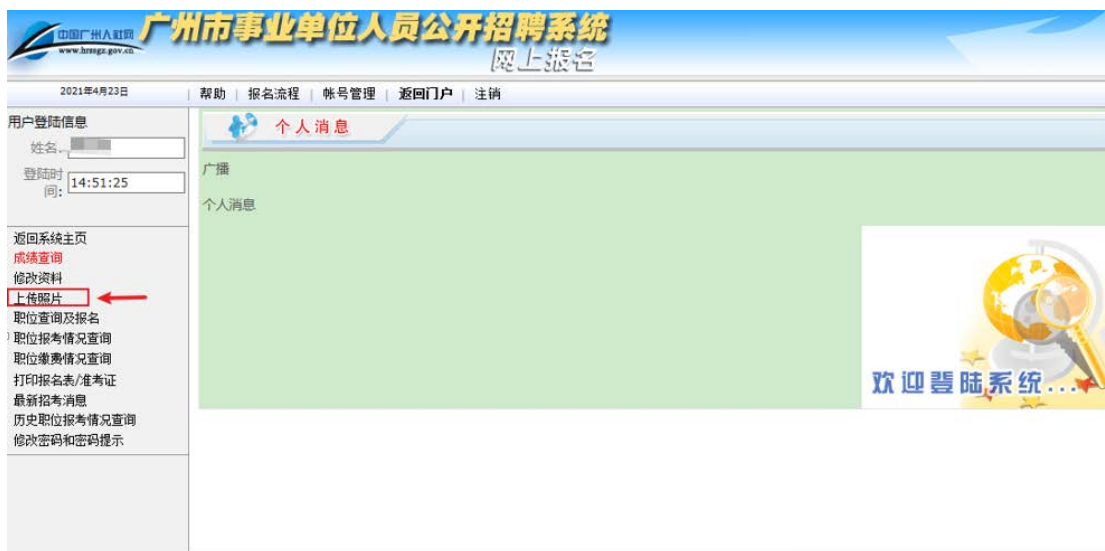 中国广州人社网
www.hrssgz.gov.cn
广州市事业单位人员公开招聘系统
网上报名
2021年4月23日
帮助 | 报名流程 | 帐号管理 | 返回门户 | 注销
用户登陆信息
姓名:
登陆时间:
14:51:25
个人消息
广播
个人消息
返回系统主页
成绩查询
修改资料
上传照片
职位查询及报名
职位报考情况查询
职位缴费情况查询
打印报名表/准考证
最新招考消息
历史职位报考情况查询
修改密码和密码提示
欢迎登陆系统...